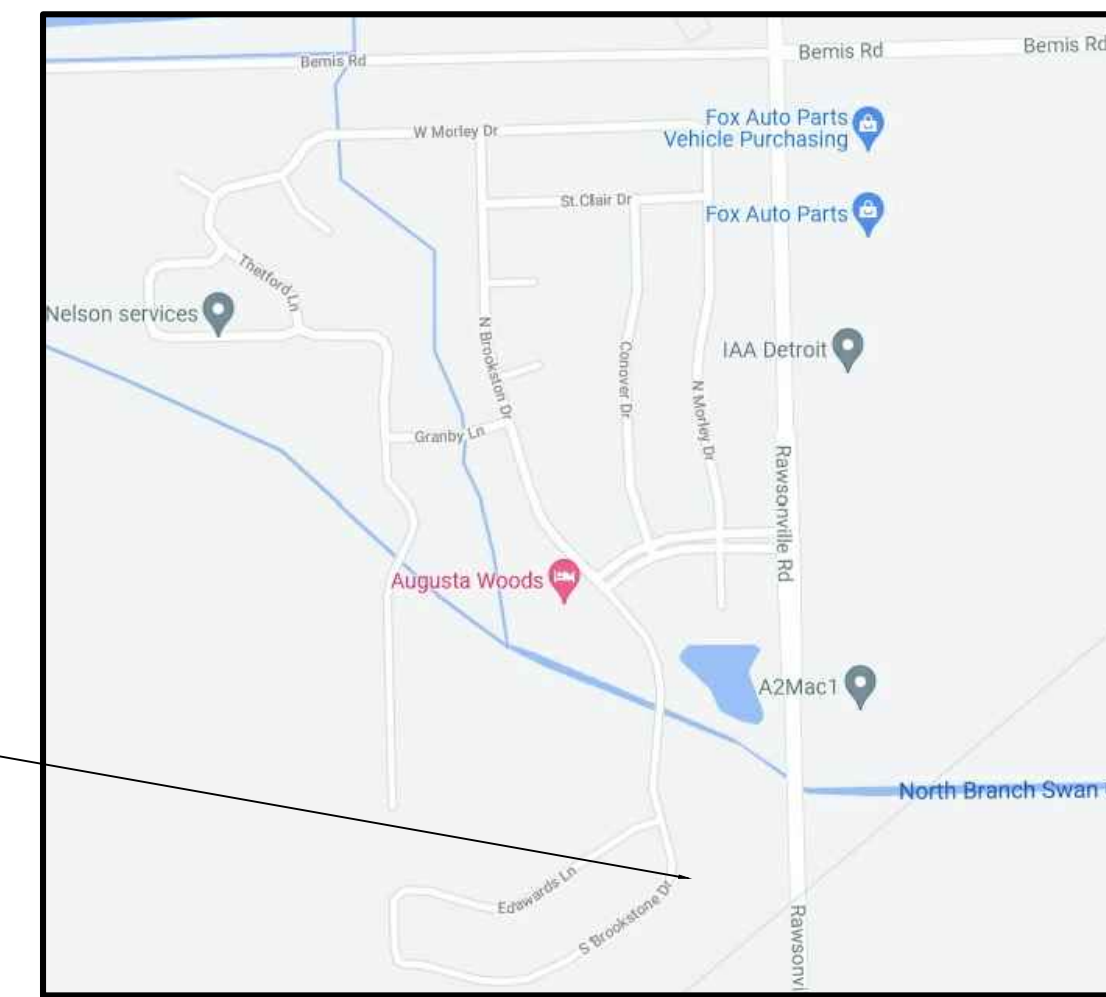 Bemis Rd
Bemis Rd
Bemis Rd
W Morley Dr
Fox Auto Parts
Vehicle Purchasing
St.Clair Dr
Fox Auto Parts
Thetford Ln
Nelson services
N Brookston Dr
Conover Dr
IAA Detroit
N Morley Dr
Granby Ln
Rawsonville Rd
Augusta Woods
A2Mac1
North Branch Swan
Edawards Ln
S Brookstone Dr
Rawsonvi